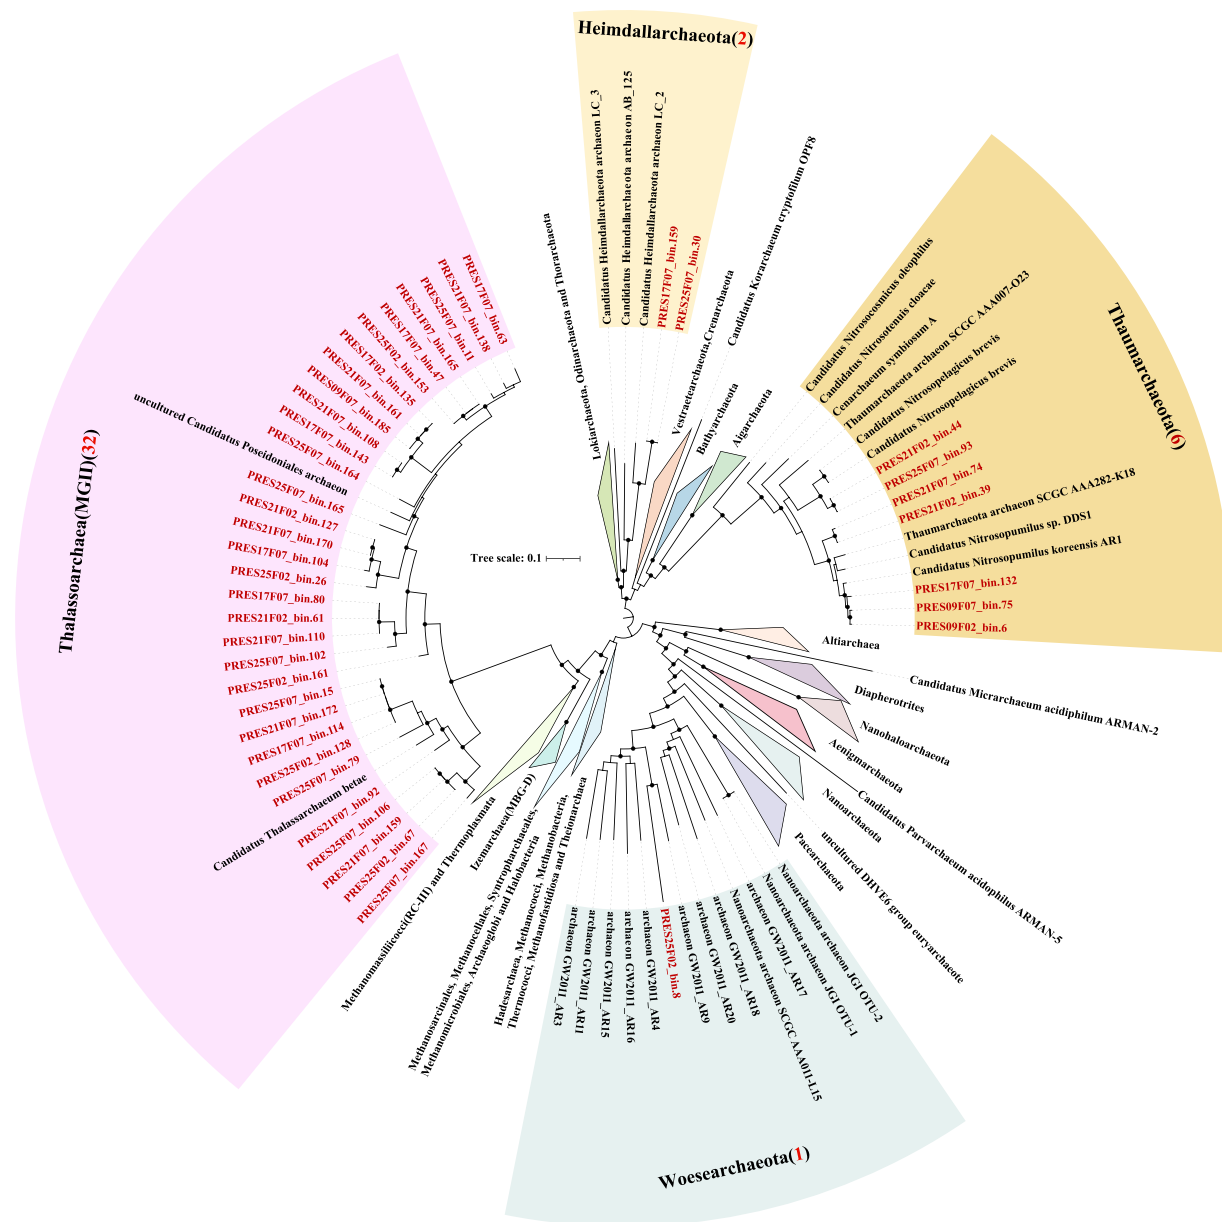 Heimdallarchaeota(2)
Candidatus Heimdallarchaeota archaeon LC_3
Candidatus Heimdallarchaeota archaeon AB_125
Candidatus Heimdallarchaeota archaeon LC_2
PRES17F07_bin.159
PRES25F07_bin.30
Vestraetearchaeota,Crenarchaeota
Candidatus Korarchaeum cryptofilum OPF8
Bathyarchaeota
Aigarchaeota
Thaumarchaeota(6)
Candidatus Nitrosocosmicus oleophilus
Candidatus Nitrosotenuis cloacae
Cenarchaeum symbiosum A
Thaumarchaeota archaeon SCGC AAA007-O23
Candidatus Nitrosopelagicus brevis
Candidatus Nitrosopelagicus brevis
PRES21F02_bin.44
PRES25F07_bin.93
PRES21F07_bin.74
PRES21F02_bin.39
Thaumarchaeota archaeon SCGC AAA282-K18
Candidatus Nitrosopumilus sp. DDS1
Candidatus Nitrosopumilus koreensis AR1
PRES17F07_bin.132
PRES09F07_bin.75
PRES09F02_bin.6
Altiarchaea
Candidatus Micrarchaeum acidiphilum ARMAN-2
Diapherotrites
Nanohaloarchaeota
Aenigmarchaeota
Candidatus Parvarchaeum acidophilus ARMAN-5
Nanoarchaeota
uncultured DHVE6 group euryarchaeote
Pacearchaeota
Nanoarchaeota archaeon JGI OTU-2
Nanoarchaeota archaeon JGI OTU-1
archaeon GW2011_AR17
Nanoarchaeota archaeon SCGC AAA011-L15
archaeon GW2011_AR18
archaeon GW2011_AR20
archaeon GW2011_AR9
PRES25F02_bin.8
archaeon GW2011_AR4
archaeon GW2011_AR16
archaeon GW2011_AR15
archaeon GW2011_AR11
archaeon GW2011_AR3
Woesearchaeota(1)
Hadesarchaea, Methanococci, Methanobacteria,
Thermococci, Methanofastidiosa and Theionarchaea
Methanosarcinales, Methanocellales, Syntropharchaeales,
Methanomicrobiales, Archaeoglobi and Halobacteria
Izemarchaea(MBG-D)
Methanomassiliicocci(RC-III) and Thermoplasmata
PRES25F07_bin.167
PRES25F02_bin.67
PRES21F07_bin.159
PRES25F07_bin.106
PRES21F07_bin.92
Candidatus Thalassarchaeum betae
PRES25F07_bin.79
PRES25F02_bin.128
PRES17F07_bin.114
PRES21F07_bin.172
PRES25F07_bin.15
PRES25F02_bin.161
PRES25F07_bin.102
PRES21F07_bin.110
PRES21F02_bin.61
PRES17F07_bin.80
PRES25F02_bin.26
PRES17F07_bin.104
PRES21F07_bin.170
PRES21F02_bin.127
PRES25F07_bin.165
uncultured Candidatus Poseidoniales archaeon
PRES25F07_bin.164
PRES17F07_bin.143
PRES21F07_bin.108
PRES09F07_bin.185
PRES21F07_bin.161
PRES17F02_bin.135
PRES25F02_bin.153
PRES17F07_bin.47
PRES21F07_bin.165
PRES25F07_bin.11
PRES21F07_bin.138
PRES17F07_bin.63
Thalassoarchaea(MGII)(32)
Lokiarchaeota, Odinarchaeota and Thorarchaeota
Tree scale: 0.1